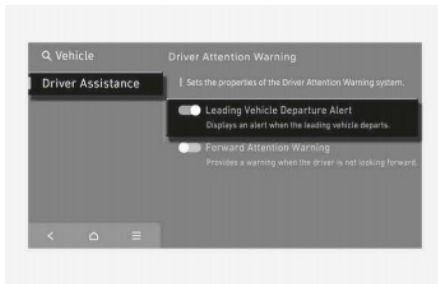 Vehicle
Driver Attention Warning
Driver Assistance
Sets the properties of the Driver Attention Warning system.
Leading Vehicle Departure Alert
Displays an alert when the leading vehicle departs.
Forward Attention Warning
Provides a warning when the driver is not looking forward.